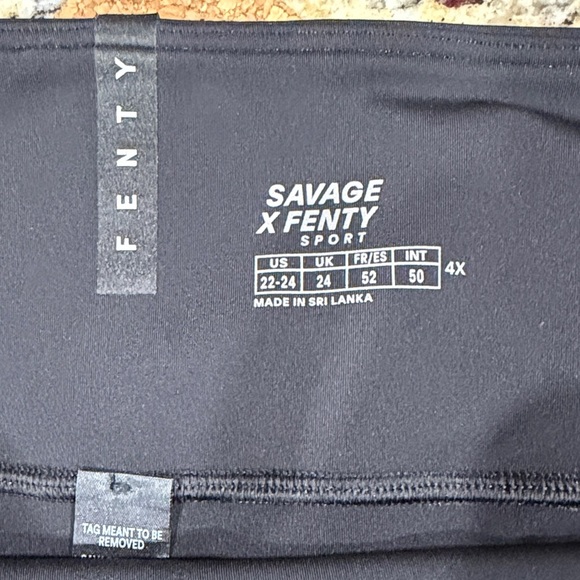 FENTY
SAVAGE
X FENTY
SPORT
US UK FR/ES INT
22-24 24 52 50 4X
MADE IN SRI LANKA
TAG MEANT TO BE
REMOVED